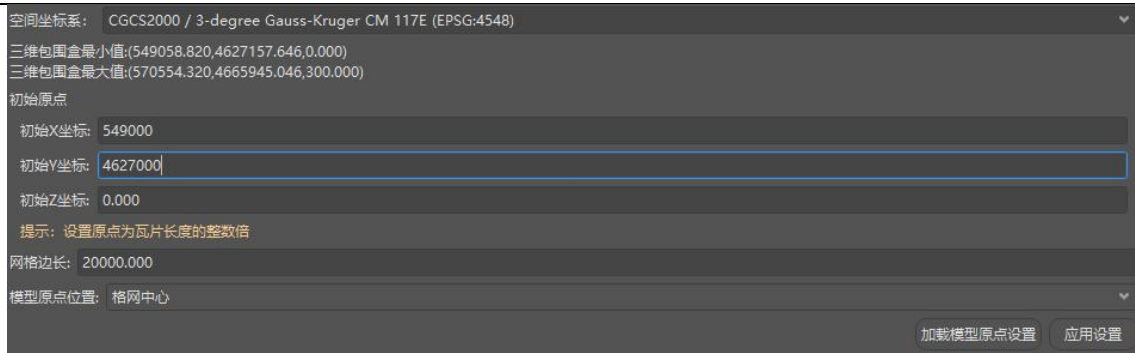 空间坐标系： CGCS2000 / 3-degree Gauss-Kruger CM 117E (EPSG:4548)
三维包围盒最小值:(549058.820,4627157.646,0.000)
三维包围盒最大值:(570554.320,4665945.046,300.000)
初始原点
初始X坐标: 549000
初始Y坐标: 4627000
初始Z坐标: 0.000
提示：设置原点为瓦片长度的整数倍
网格边长: 20000.000
模型原点位置: 格网中心
加载模型原点设置 应用设置